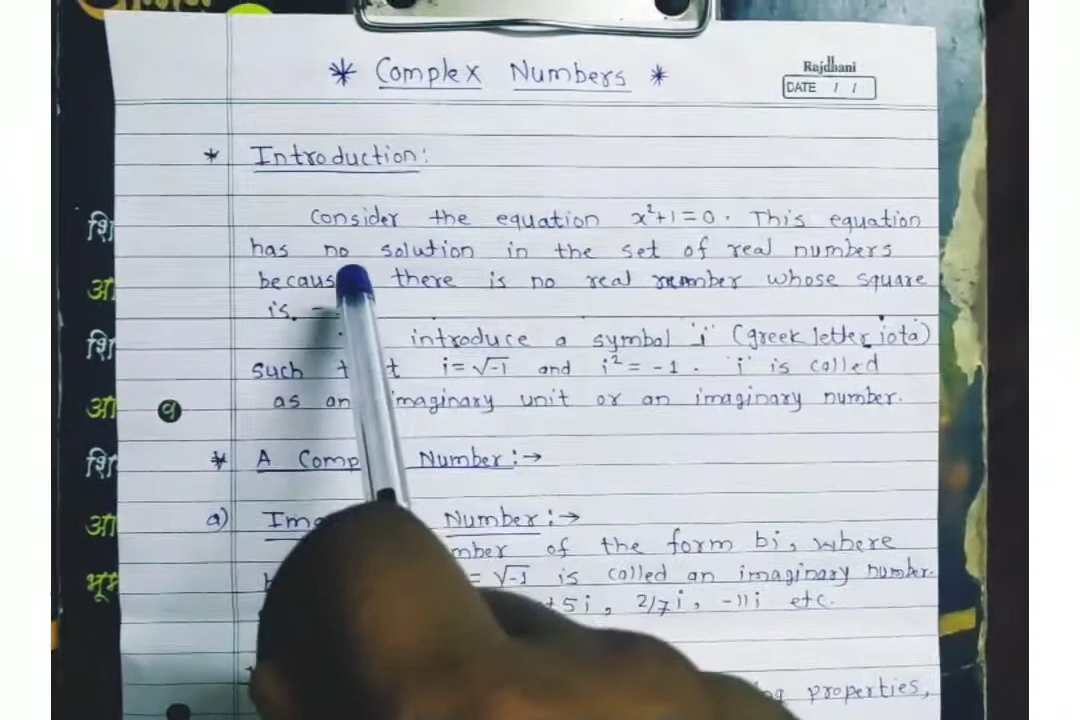 * Complex Numbers *
Rajdhani
DATE / /
* Introduction:
Consider the equation x²+1=0. This equation
has no solution in the set of real numbers
there is no real number whose square
is. -
introduce a symbol 'i' (greek letter iota)
such i=√-1 and i²= -1. 'i' is called
as an imaginary unit or an imaginary number.
* A Number:→
a) Number:→
of the form bi, where
= √-1 is called an imaginary number.
+5i, 2/7i, -11i etc.
properties,
शि
अ
शि
आ
शि
आ
भूम